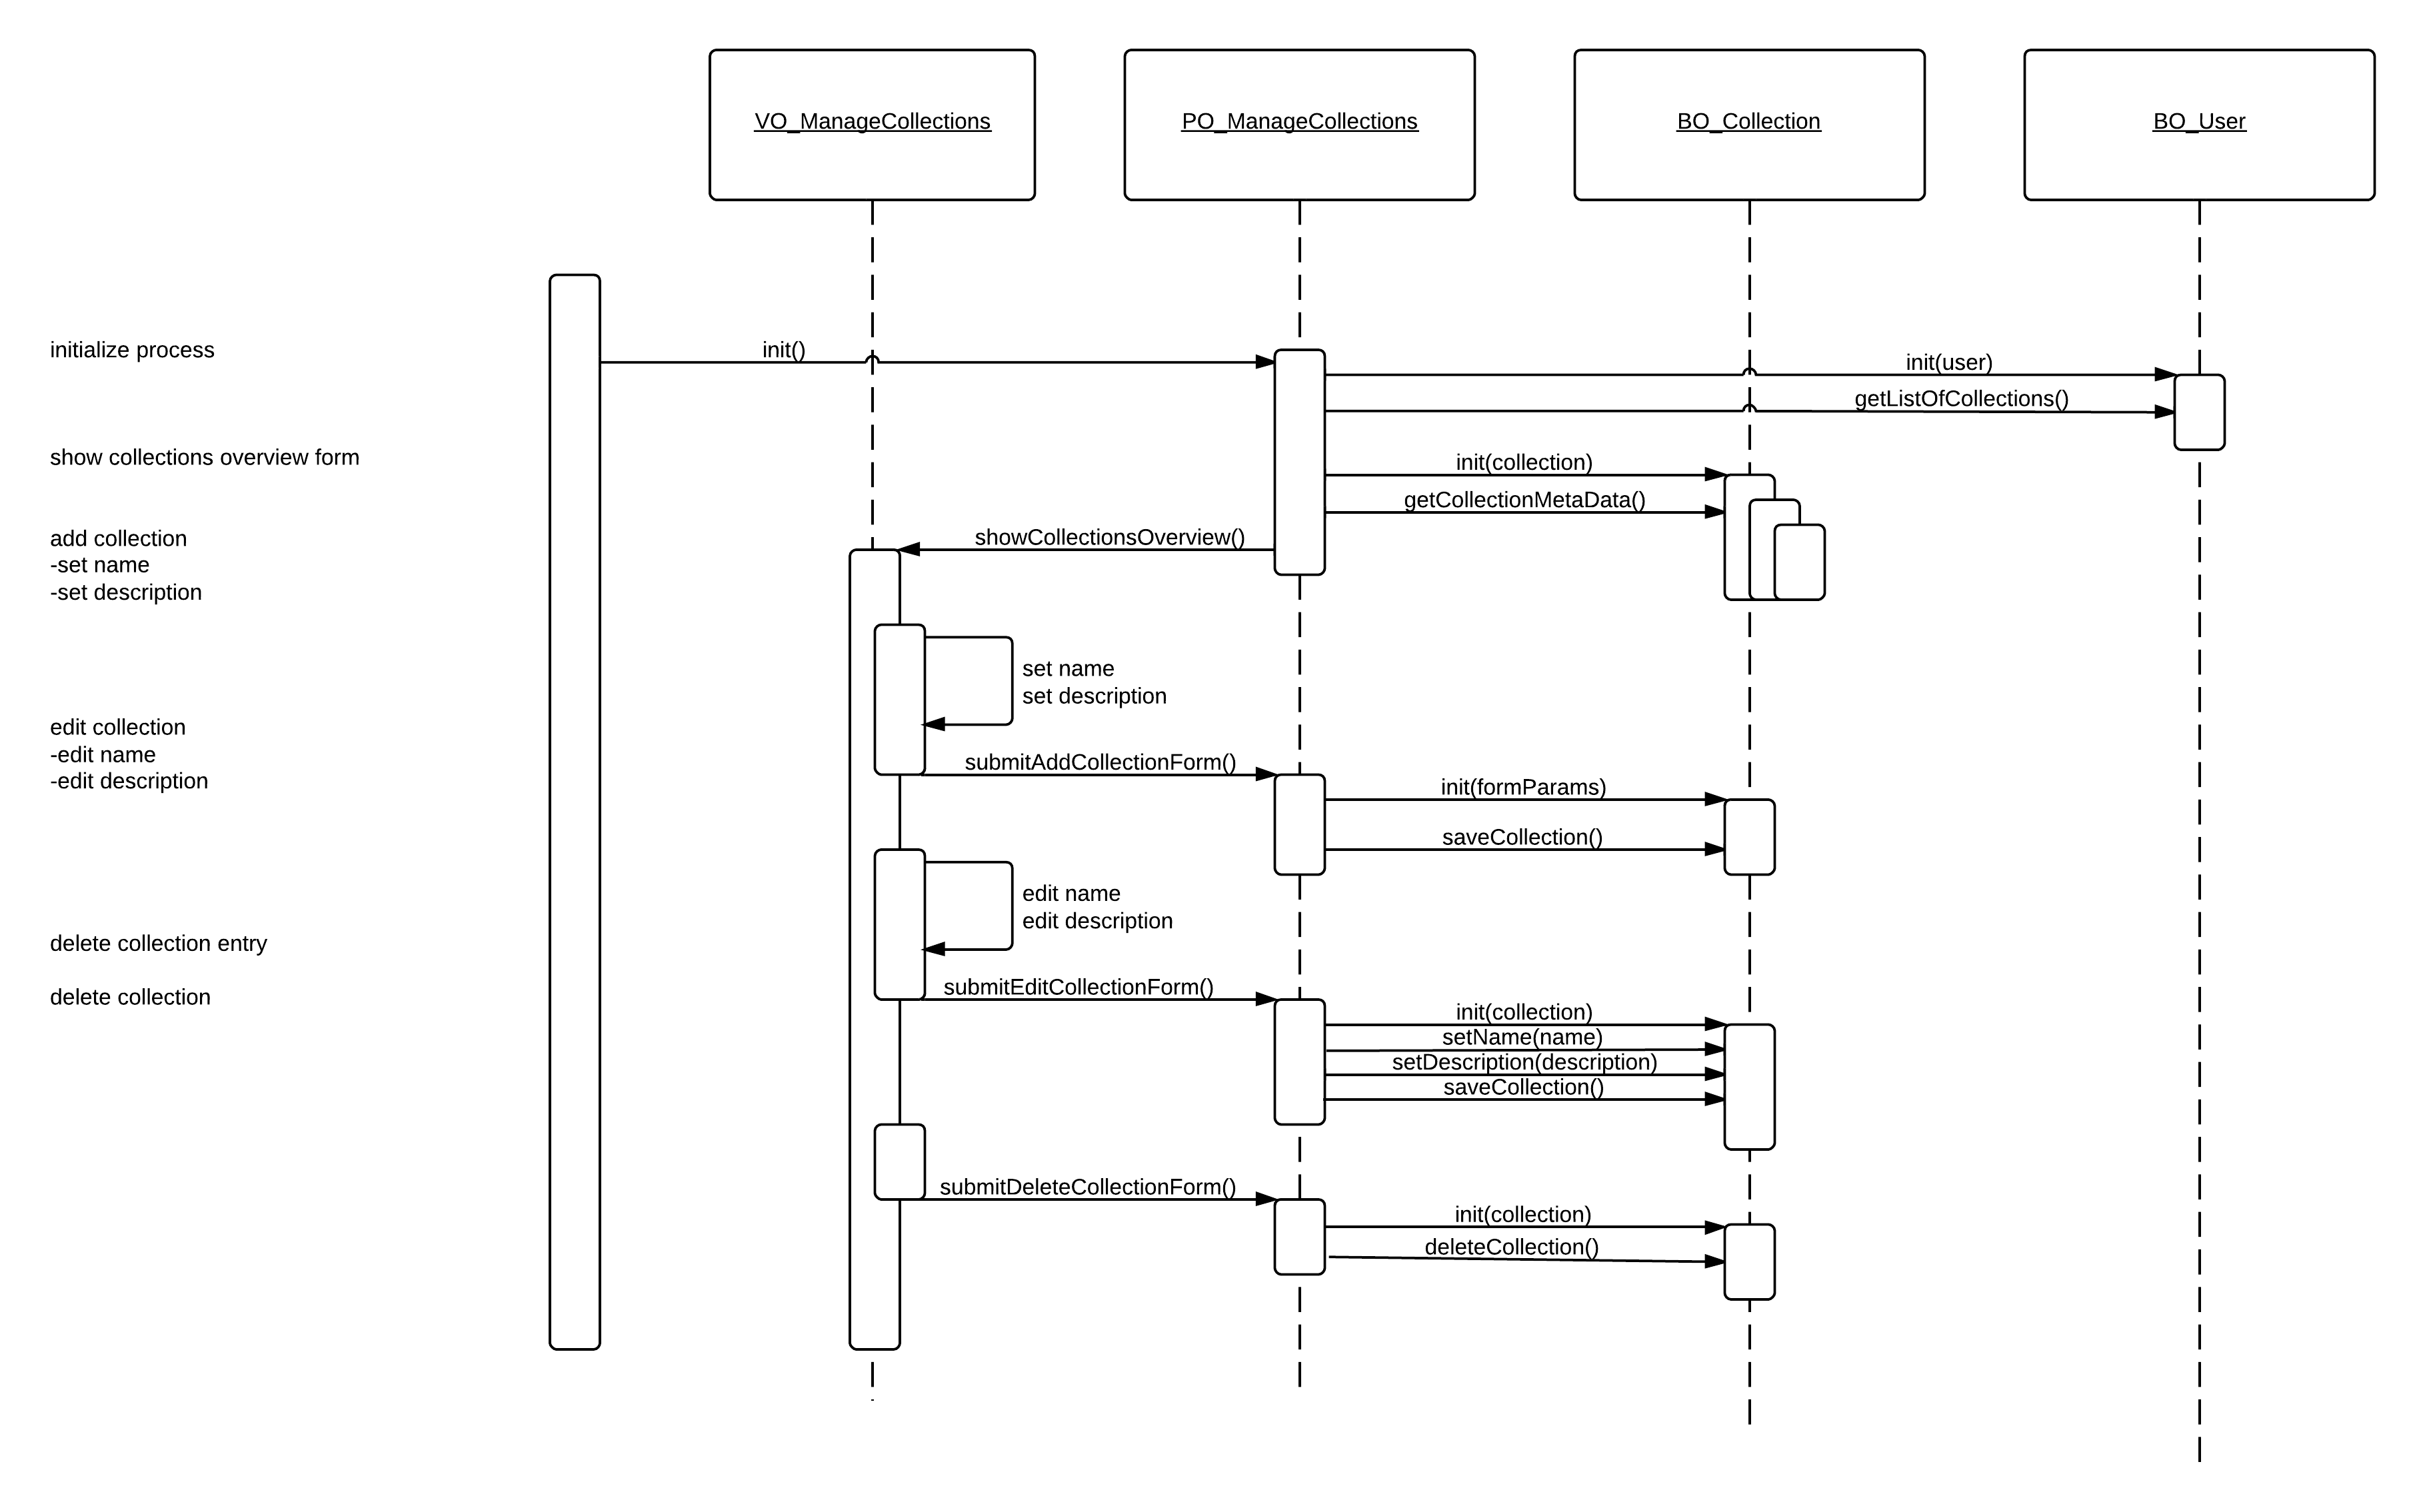 VO_ManageCollections
PO_ManageCollections
BO_Collection
BO_User
initialize process
init()
init(user)
getListOfCollections()
show collections overview form
init(collection)
getCollectionMetaData()
add collection
-set name
-set description
showCollectionsOverview()
set name
set description
edit collection
-edit name
-edit description
submitAddCollectionForm()
init(formParams)
saveCollection()
edit name
edit description
delete collection entry
delete collection
submitEditCollectionForm()
init(collection)
setName(name)
setDescription(description)
saveCollection()
submitDeleteCollectionForm()
init(collection)
deleteCollection()